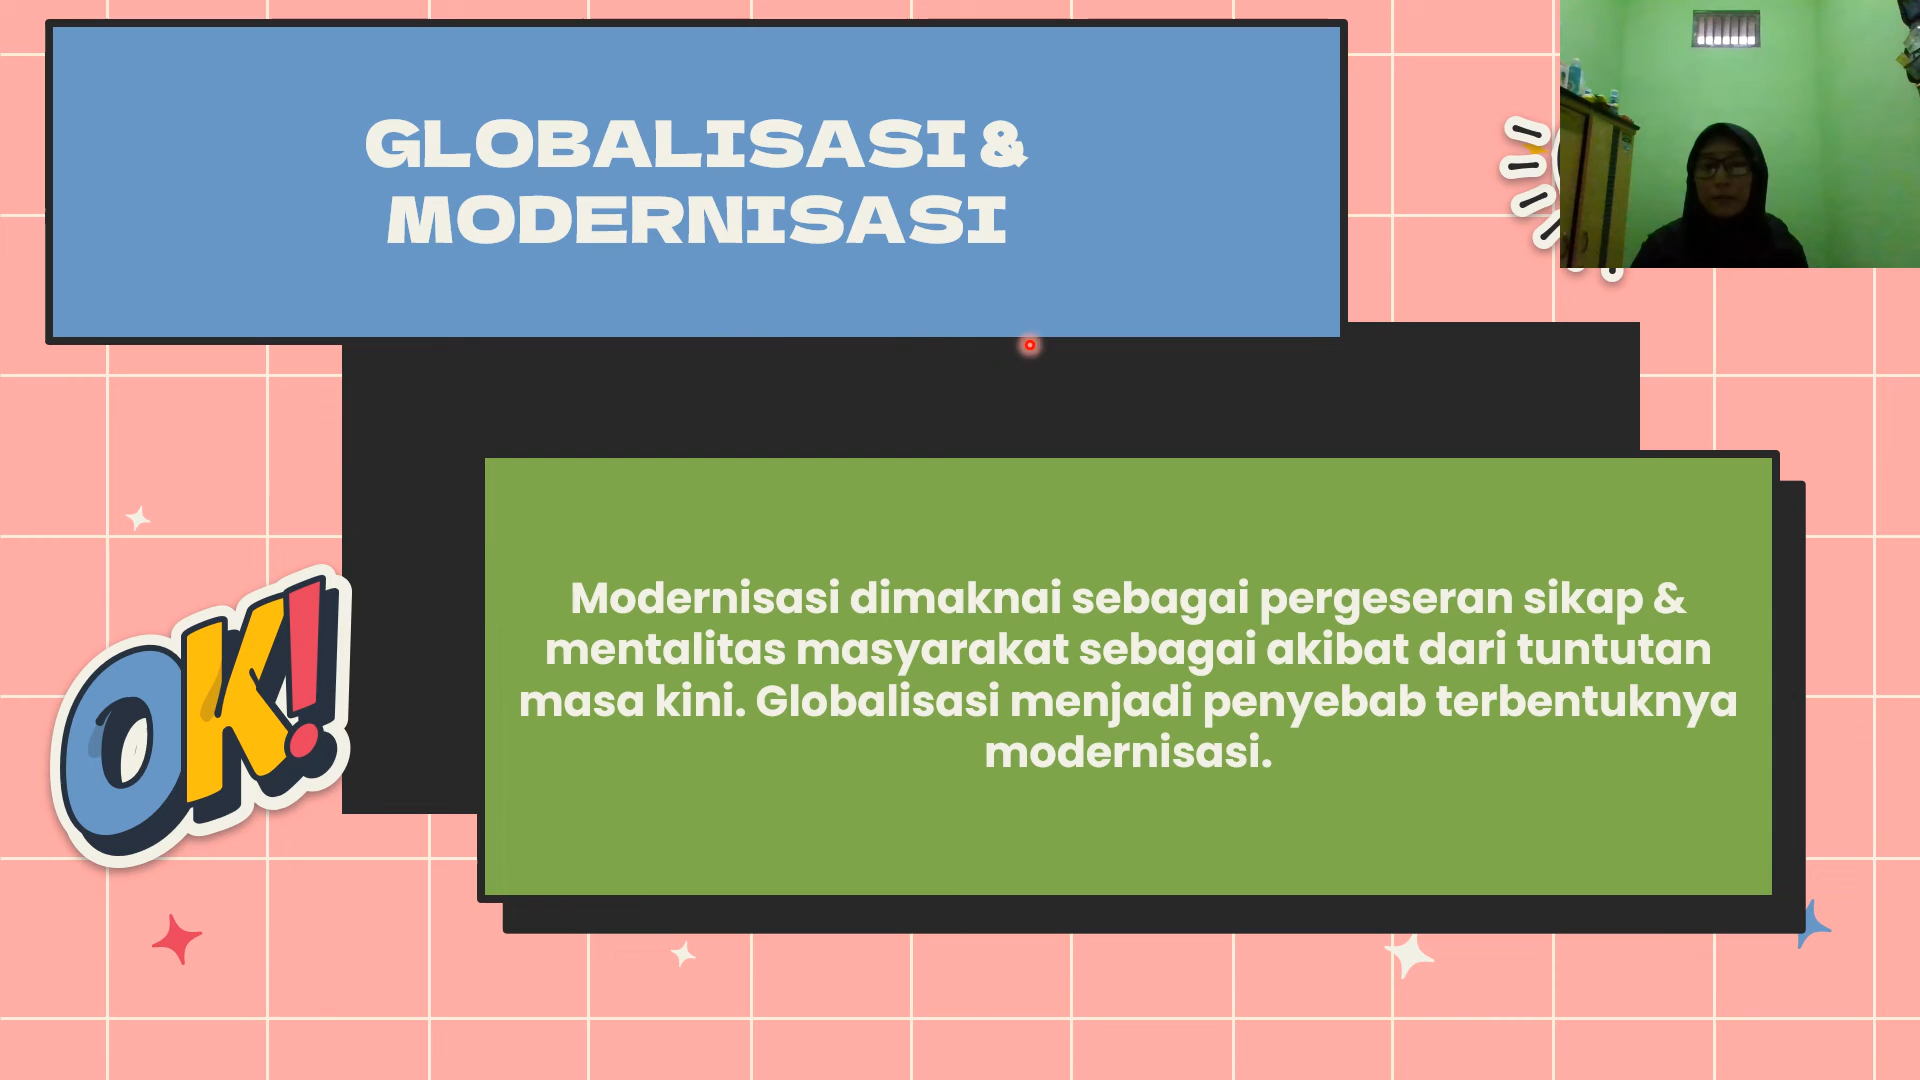 GLOBALISASI &
MODERNISASI
Modernisasi dimaknai sebagai pergeseran sikap &
mentalitas masyarakat sebagai akibat dari tuntutan
masa kini. Globalisasi menjadi penyebab terbentuknya
modernisasi.
OK!